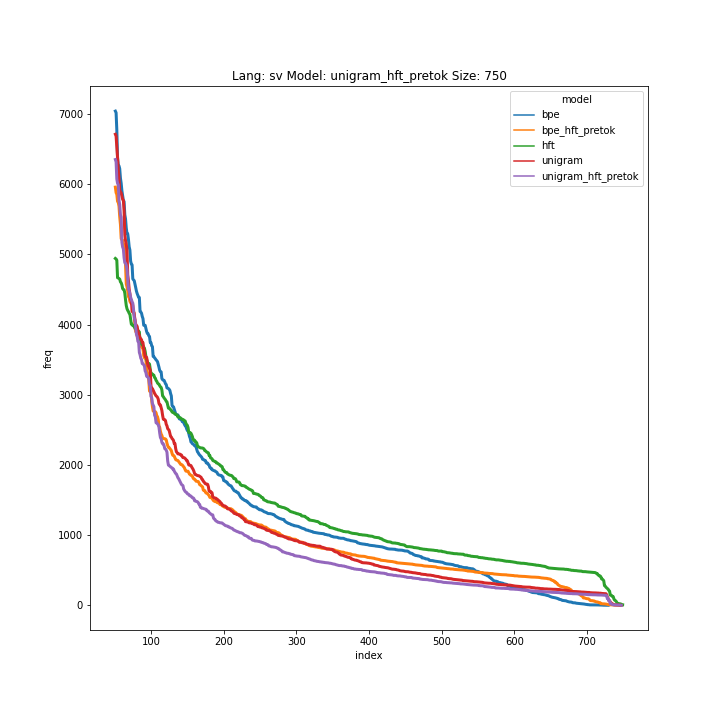 Lang: sv Model: unigram_hft_pretok Size: 750
model
bpe
bpe_hft_pretok
hft
unigram
unigram_hft_pretok
7000
6000
5000
4000
3000
2000
1000
0
freq
100 200 300 400 500 600 700
index